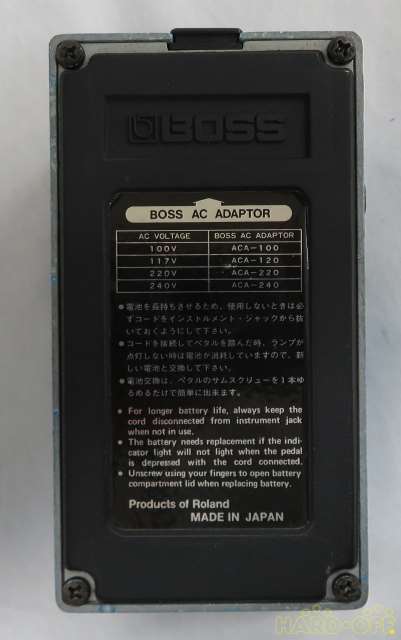 BOSS
BOSS AC ADAPTOR
AC VOLTAGE BOSS AC ADAPTOR
100V ACA-100
117V ACA-120
220V ACA-220
240V ACA-240
●電池を長持ちさせるため、使用しないときは必
ずコードをインストルメント・ジャックから抜
いておくようにして下さい。
●コードを接続してペタルを踏んだ時、ランプが
点灯しない時は電池が消耗していますので、新
しい電池と交換して下さい。
●電池交換は、ペタルのサムスクリューを1本ゆ
るめるだけで簡単に出来ます。
● For longer battery life, always keep the
cord disconnected from instrument jack
when not in use.
● The battery needs replacement if the indi-
cator light will not light when the pedal
is depressed with the cord connected.
● Unscrew using your fingers to open battery
compartment lid when replacing battery.
Products of Roland
MADE IN JAPAN
HARD-OFF